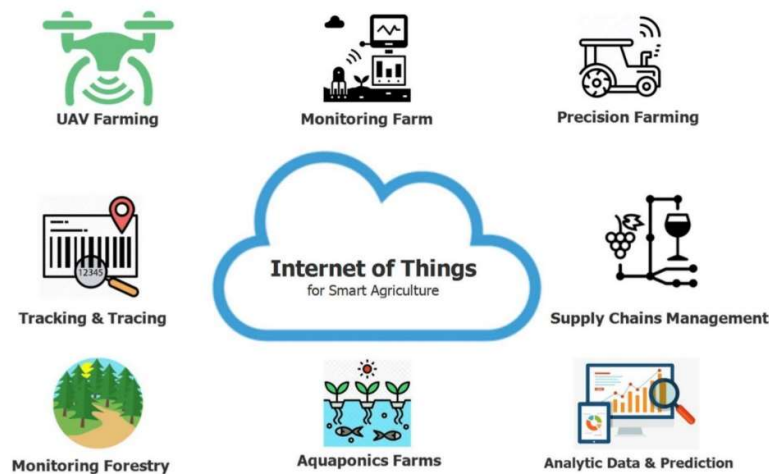 UAV Farming
Monitoring Farm
Precision Farming
Internet of Things
for Smart Agriculture
12345
Tracking & Tracing
Supply Chains Management
Monitoring Forestry
Aquaponics Farms
Analytic Data & Prediction